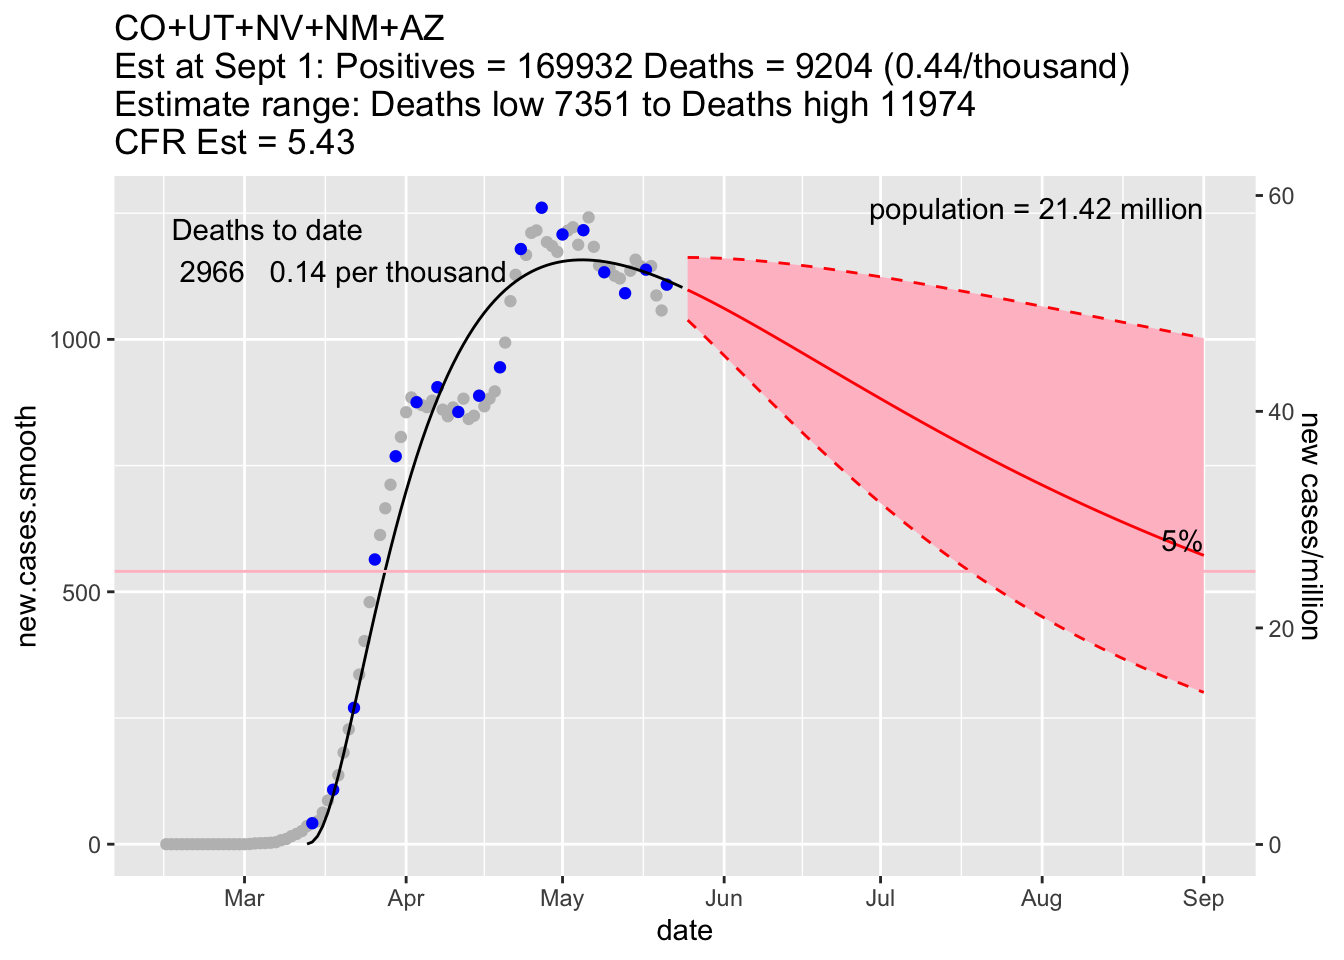 CO+UT+NV+NM+AZ
Est at Sept 1: Positives = 169932 Deaths = 9204 (0.44/thousand)
Estimate range: Deaths low 7351 to Deaths high 11974
CFR Est = 5.43
Deaths to date
2966 0.14 per thousand
population = 21.42 million
60
1000
40
5%
500
20
0
0
new.cases.smooth
new cases/million
Mar Apr May Jun Jul Aug Sep
date